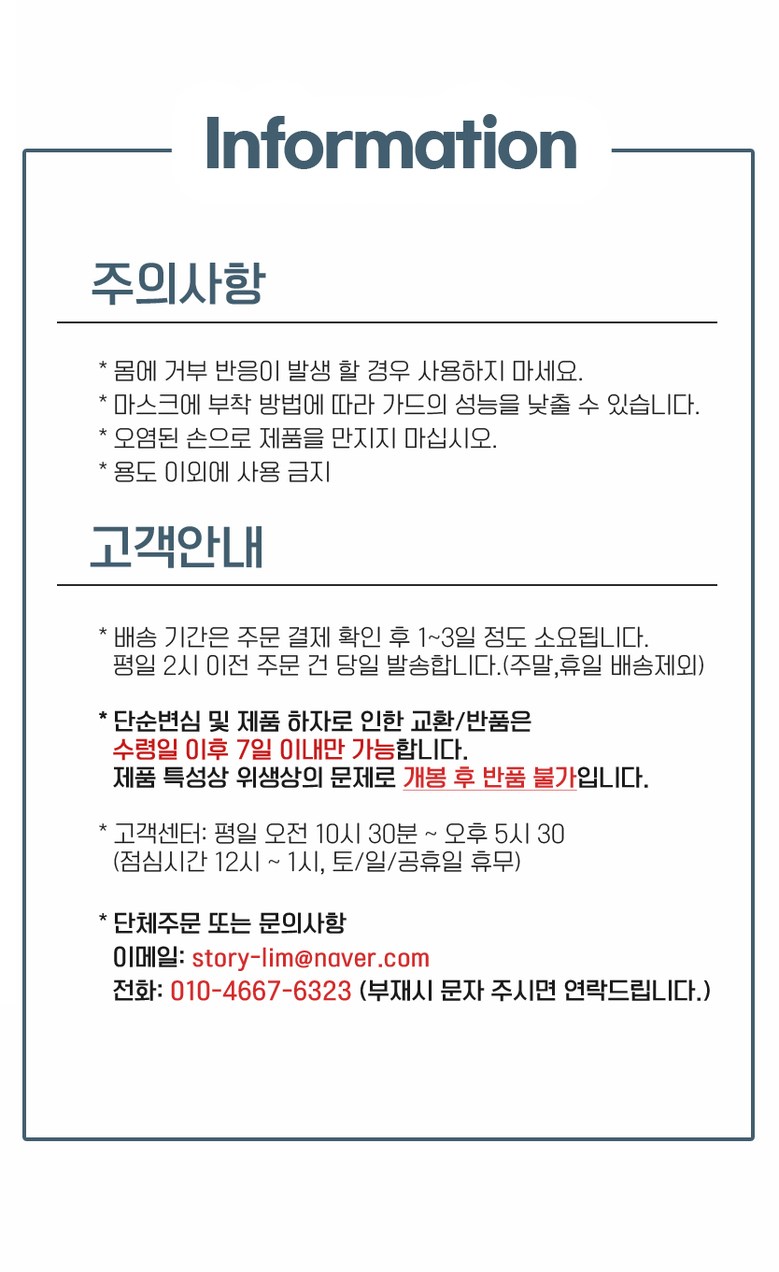 Information
주의사항
* 몸에 거부 반응이 발생 할 경우 사용하지 마세요.
* 마스크에 부착 방법에 따라 가드의 성능을 낮출 수 있습니다.
* 오염된 손으로 제품을 만지지 마십시오.
* 용도 이외에 사용 금지
고객안내
* 배송 기간은 주문 결제 확인 후 1~3일 정도 소요됩니다.
평일 2시 이전 주문 건 당일 발송합니다.(주말,휴일 배송제외)
* 단순변심 및 제품 하자로 인한 교환/반품은
수령일 이후 7일 이내만 가능합니다.
제품 특성상 위생상의 문제로 개봉 후 반품 불가입니다.
* 고객센터: 평일 오전 10시 30분 ~ 오후 5시 30
(점심시간 12시 ~ 1시, 토/일/공휴일 휴무)
* 단체주문 또는 문의사항
이메일: story-lim@naver.com
전화: 010-4667-6323 (부재시 문자 주시면 연락드립니다.)